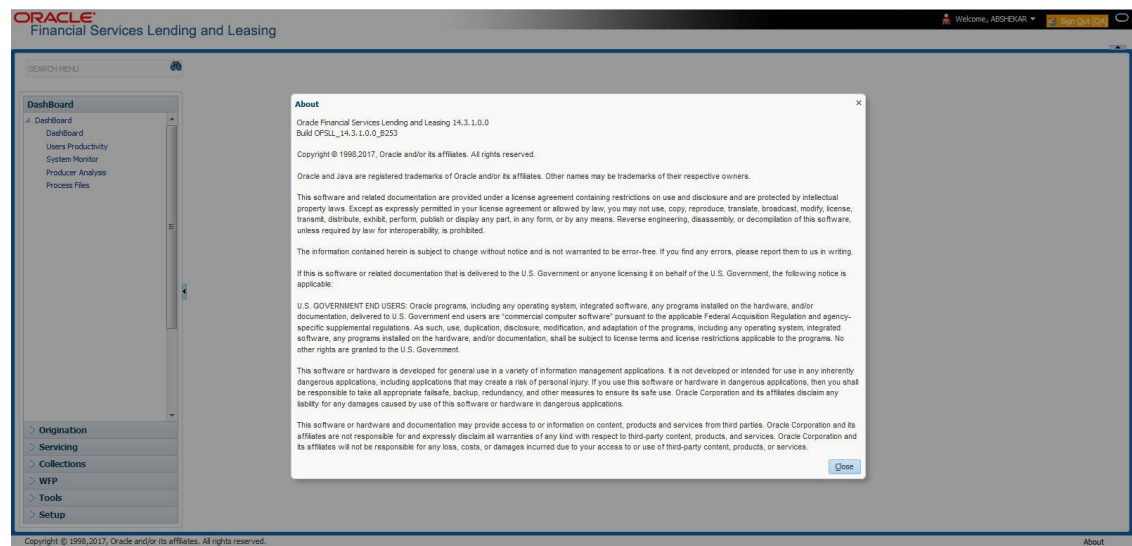 ORACLE
Financial Services Lending and Leasing
Welcome, ABSHEKAR
Sign Out [QA]
SEARCH MENU
DashBoard
DashBoard
DashBoard
Users Productivity
System Monitor
Producer Analysis
Process Files
Origination
Servicing
Collections
WFP
Tools
Setup
About
Oracle Financial Services Lending and Leasing 14.3.1.0.0
Build OFSLL_14.3.1.0.0_B253
Copyright © 1998,2017, Oracle and/or its affiliates. All rights reserved.
Oracle and Java are registered trademarks of Oracle and/or its affiliates. Other names may be trademarks of their respective owners.
This software and related documentation are provided under a license agreement containing restrictions on use and disclosure and are protected by intellectual
property laws. Except as expressly permitted in your license agreement or allowed by law, you may not use, copy, reproduce, translate, broadcast, modify, license,
transmit, distribute, exhibit, perform, publish or display any part, in any form, or by any means. Reverse engineering, disassembly, or decompilation of this software,
unless required by law for interoperability, is prohibited.
The information contained herein is subject to change without notice and is not warranted to be error-free. If you find any errors, please report them to us in writing.
If this is software or related documentation that is delivered to the U.S. Government or anyone licensing it on behalf of the U.S. Government, the following notice is
applicable:
U.S. GOVERNMENT END USERS: Oracle programs, including any operating system, integrated software, any programs installed on the hardware, and/or
documentation, delivered to U.S. Government end users are "commercial computer software" pursuant to the applicable Federal Acquisition Regulation and agency-
specific supplemental regulations. As such, use, duplication, disclosure, modification, and adaptation of the programs, including any operating system, integrated
software, any programs installed on the hardware, and/or documentation, shall be subject to license terms and license restrictions applicable to the programs. No
other rights are granted to the U.S. Government.
This software or hardware is developed for general use in a variety of information management applications. It is not developed or intended for use in any inherently
dangerous applications, including applications that may create a risk of personal injury. If you use this software or hardware in dangerous applications, then you shall
be responsible to take all appropriate failsafe, backup, redundancy, and other measures to ensure its safe use. Oracle Corporation and its affiliates disclaim any
liability for any damages caused by use of this software or hardware in dangerous applications.
This software or hardware and documentation may provide access to or information on content, products and services from third parties. Oracle Corporation and its
affiliates are not responsible for and expressly disclaim all warranties of any kind with respect to third-party content, products, and services. Oracle Corporation and
its affiliates will not be responsible for any loss, costs, or damages incurred due to your access to or use of third-party content, products, or services.
Close
Copyright © 1998,2017, Oracle and/or its affiliates. All rights reserved.
About